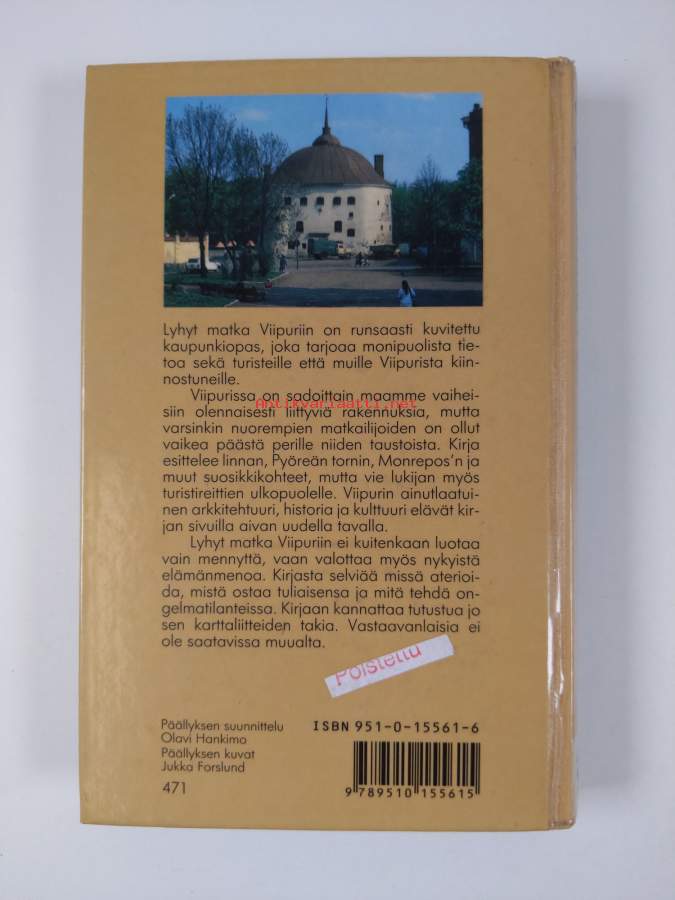 Lyhyt matka Viipuriin on runsaasti kuvitettu
kaupunkiopas, joka tarjoaa monipuolista tie-
toa sekä turisteille että muille Viipurista kiin-
nostuneille.
Viipurissa on sadoittain maamme vaihei-
Antikvariaatti.net
siin olennaisesti liittyviä rakennuksia, mutta
varsinkin nuorempien matkailijoiden on ollut
vaikea päästä perille niiden taustoista. Kirja
esittelee linnan, Pyöreän tornin, Monrepos'n ja
muut suosikkikohteet, mutta vie lukijan myös
turistireittien ulkopuolelle. Viipurin ainutlaatui-
nen arkkitehtuuri, historia ja kulttuuri elävät kir-
jan sivuilla aivan uudella tavalla.
Lyhyt matka Viipuriin ei kuitenkaan luotaa
vain mennyttä, vaan valottaa myös nykyistä
elämänmenoa. Kirjasta selviää missä aterioi-
da, mistä ostaa tuliaisensa ja mitä tehdä on-
gelmatilanteissa. Kirjaan kannattaa tutustua jo
sen karttaliitteiden takia. Vastaavanlaisia ei
ole saatavissa muualta.
Poistettu
Päällyksen suunnittelu
Olavi Hankimo
Päällyksen kuvat
Jukka Forslund
471
ISBN 951-0-15561-6
9 789510 155615